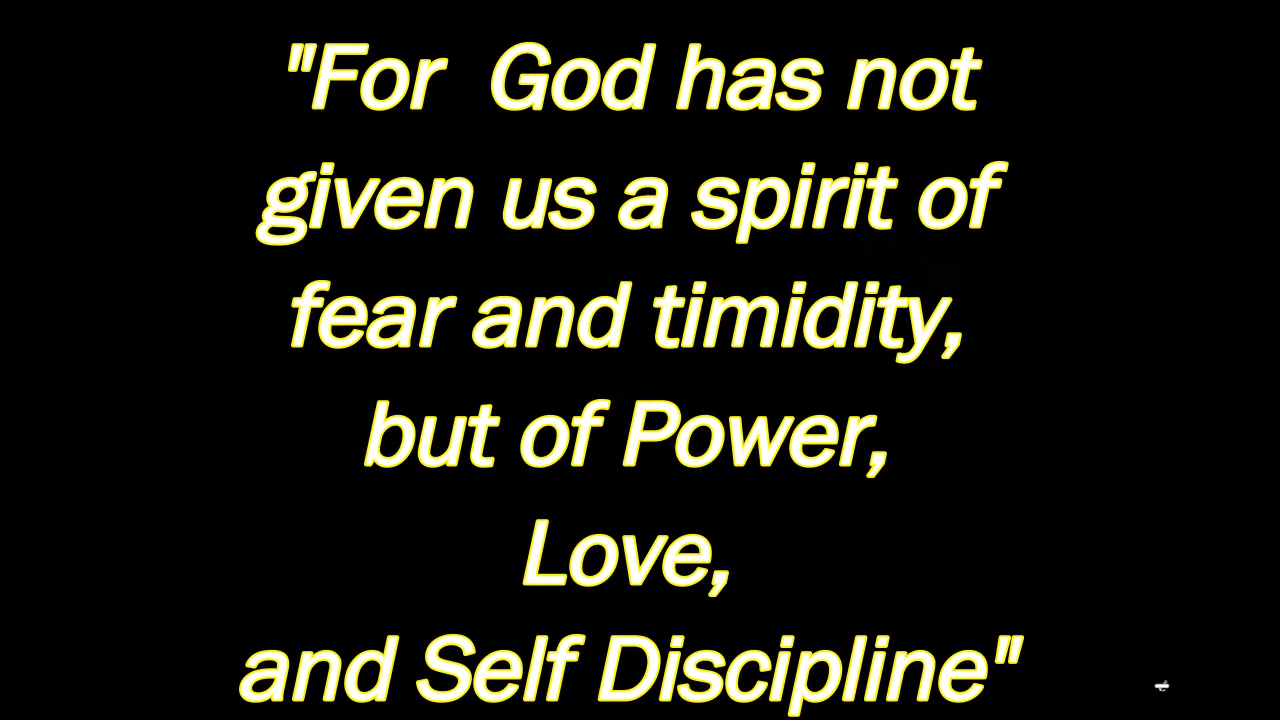 "For  God has not
given us a spirit of
fear and timidity,
but of Power,
Love,
and Self Discipline"